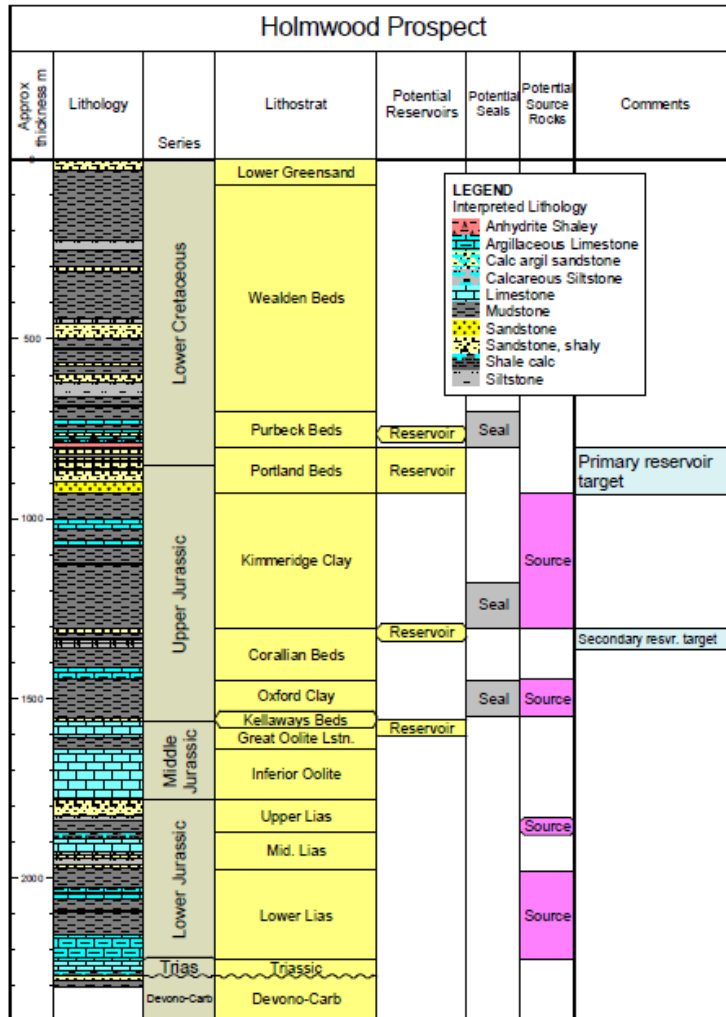 Holmwood Prospect
Approx
thickness m
Lithology
Series
Lithostrat
Potential
Reservoirs
Potential
Seals
Potential
Source
Rocks
Comments
0
500
1000
1500
2000
Lower Cretaceous
Upper Jurassic
Middle
Jurassic
Lower Jurassic
Trias
Devono-Carb
Lower Greensand
Wealden Beds
Purbeck Beds
Portland Beds
Kimmeridge Clay
Corallian Beds
Oxford Clay
Kellaways Beds
Great Oolite Lstn.
Inferior Oolite
Upper Lias
Mid. Lias
Lower Lias
Triassic
Devono-Carb
Reservoir
Reservoir
Reservoir
Reservoir
Seal
Seal
Seal
Source
Source
Source
Source
LEGEND
Interpreted Lithology
Anhydrite Shaley
Argillaceous Limestone
Calc argil sandstone
Calcareous Siltstone
Limestone
Mudstone
Sandstone
Sandstone, shaly
Shale calc
Siltstone
Primary reservoir
target
Secondary resvr. target